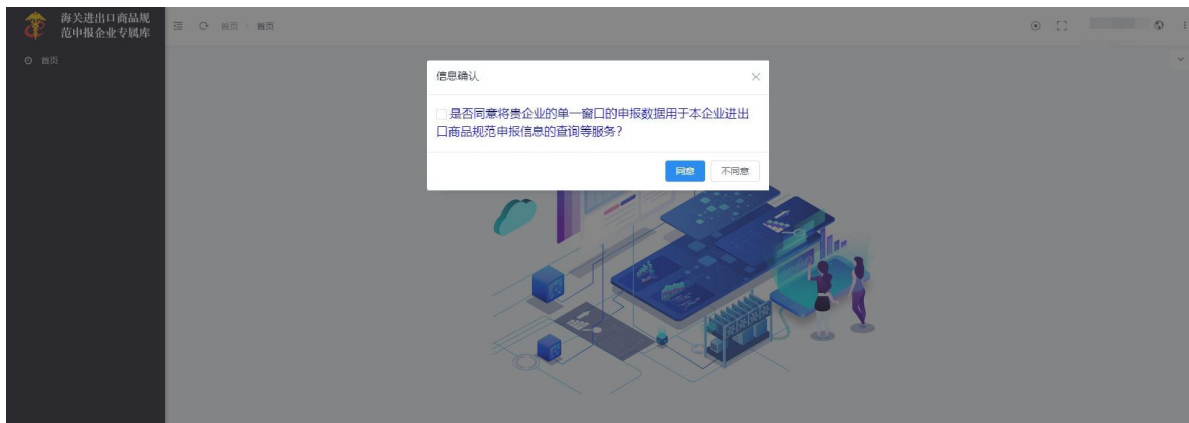 海关进出口商品规
范申报企业专属库
首页
首页
首页
信息确认
是否同意将贵企业的单一窗口的申报数据用于本企业进出
口商品规范申报信息的查询等服务？
同意
不同意